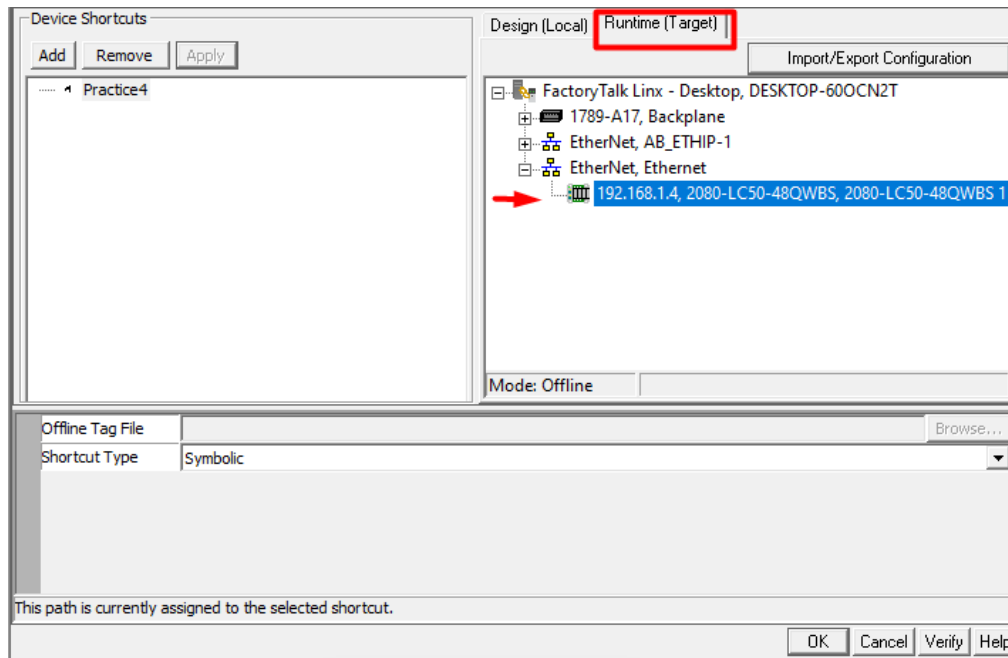 Device Shortcuts
Add Remove Apply
Practice4
Design (Local) Runtime (Target)
Import/Export Configuration
FactoryTalk Linx - Desktop, DESKTOP-60OCN2T
1789-A17, Backplane
EtherNet, AB_ETHIP-1
EtherNet, Ethernet
192.168.1.4, 2080-LC50-48QWBS, 2080-LC50-48QWBS 1
Mode: Offline
Offline Tag File Browse...
Shortcut Type Symbolic
This path is currently assigned to the selected shortcut.
OK Cancel Verify Help